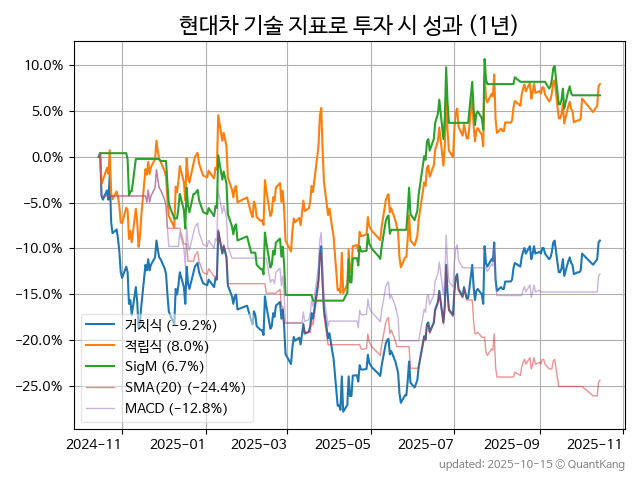 현대차 기술 지표로 투자 시 성과 (1년)
10.0%
5.0%
0.0%
−5.0%
−10.0%
−15.0%
−20.0%
−25.0%
거치식 (−9.2%)
적립식 (8.0%)
SigM (6.7%)
SMA(20) (−24.4%)
MACD (−12.8%)
2024−11 2025−01 2025−03 2025−05 2025−07 2025−09 2025−11
updated: 2025-10-15 © QuantKang